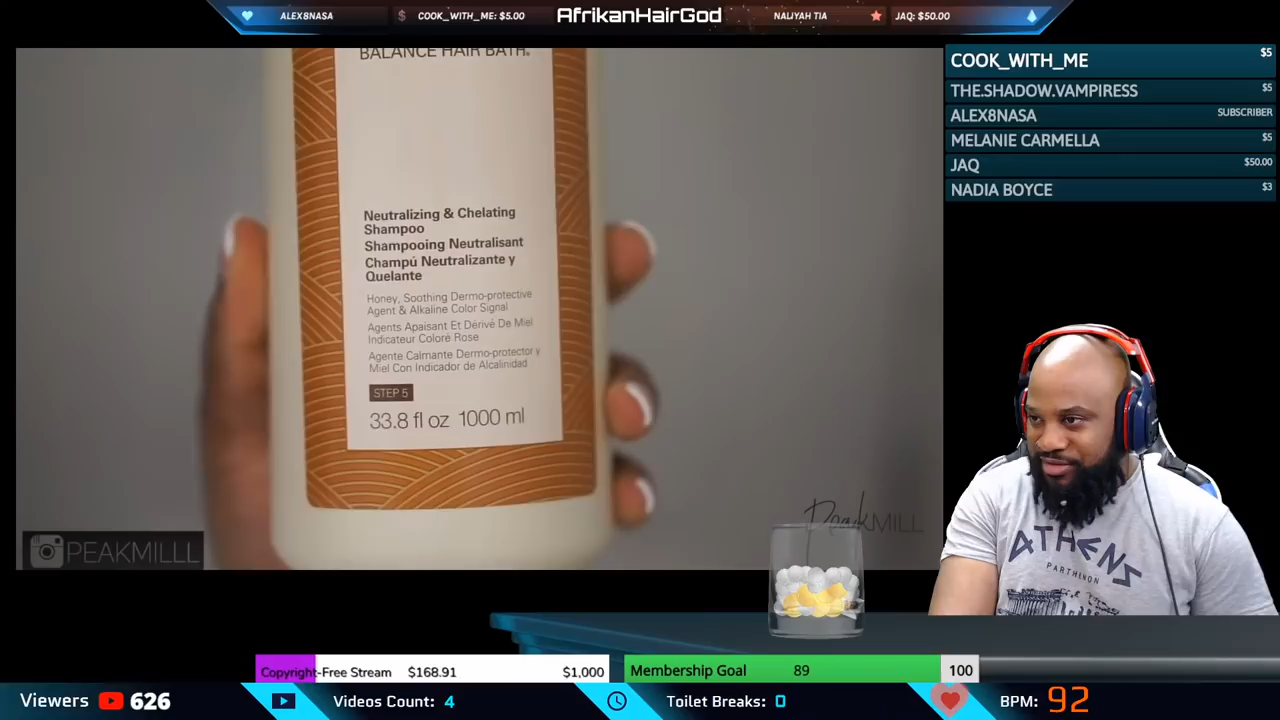 ALEX8NASA
$ COOK_WITH_ME: $5.00
AfrikanHairGod
NALIYAH TIA
JAQ: $50.00
BALANCE HAIR BATH®
Neutralizing & Chelating
Shampoo
Shampooing Neutralisant
Champú Neutralizante y
Quelante
Honey, Soothing Dermo-protective
Agent & Alkaline Color Signal
Agents Apaisant Et Dérivé De Miel
Indicateur Coloré Rose
Agente Calmante Dermo-protector y
Miel Con Indicador de Alcalinidad
STEP 5
33.8 fl oz 1000 ml
PEAKMILLL
PeakMILL
COOK_WITH_ME $5
THE.SHADOW.VAMPIRESS $5
ALEX8NASA SUBSCRIBER
MELANIE CARMELLA $5
JAQ $50.00
NADIA BOYCE $3
ATHENS
PARTHENON
Copyright-Free Stream $168.91 $1,000
Membership Goal 89 100
Viewers 626
Videos Count: 4
Toilet Breaks: 0
BPM: 92